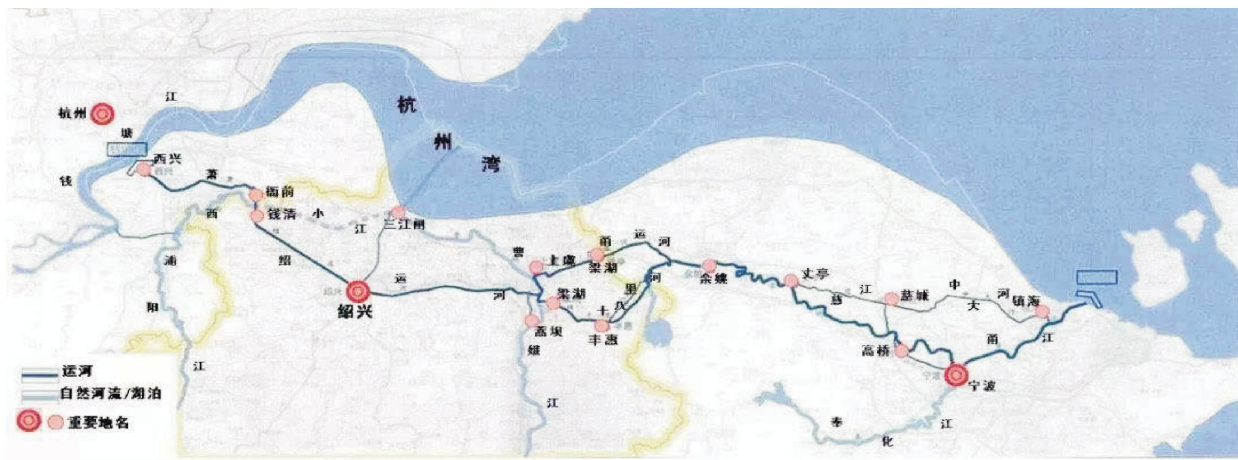 杭州
钱
塘
江
杭
州
湾
西兴
萧
衙前
钱清
西
小
江
三江闸
浦
阳
江
绍
绍兴
运
河
曹
上虞
梁湖
甬
运
河
梁湖
蒿坝
十
八
里
河
丰惠
娥
江
余姚
丈亭
慈
江
慈城
中
大
河
镇海
高桥
甬
江
宁波
奉
化
江
运河
自然河流/湖泊
重要地名